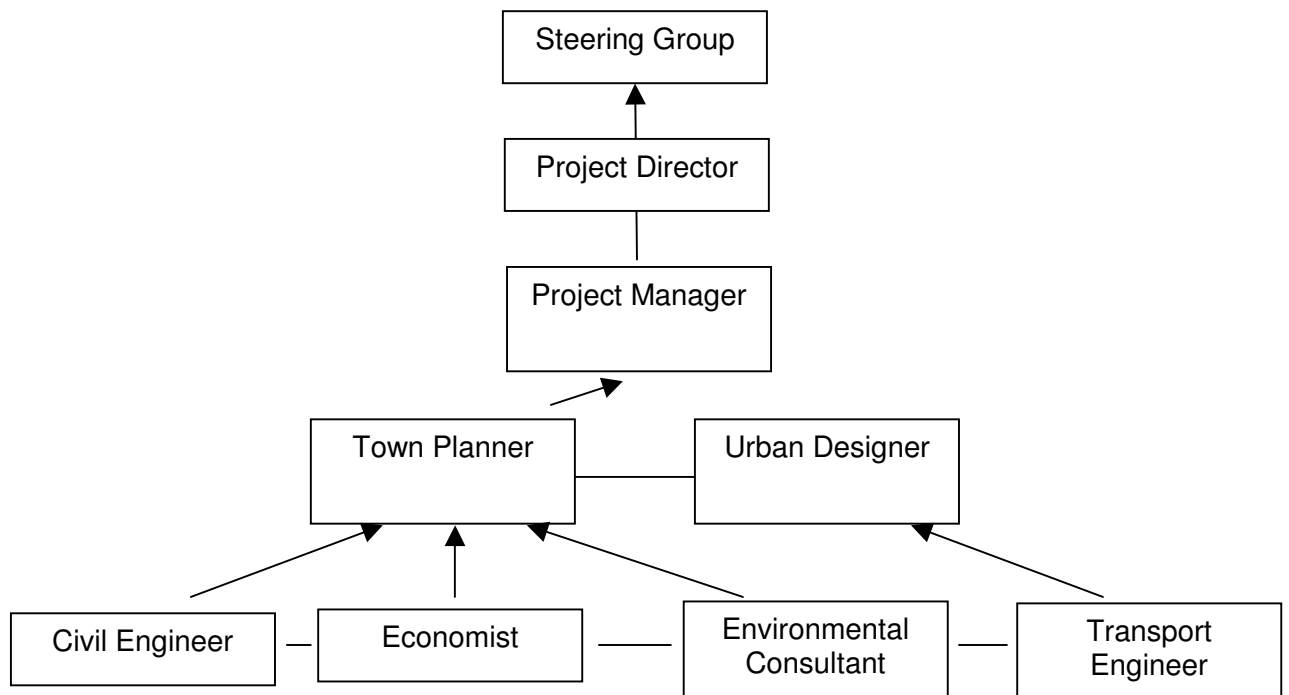 Steering Group
Project Director
Project Manager
Town Planner
Urban Designer
Civil Engineer
Economist
Environmental
Consultant
Transport
Engineer